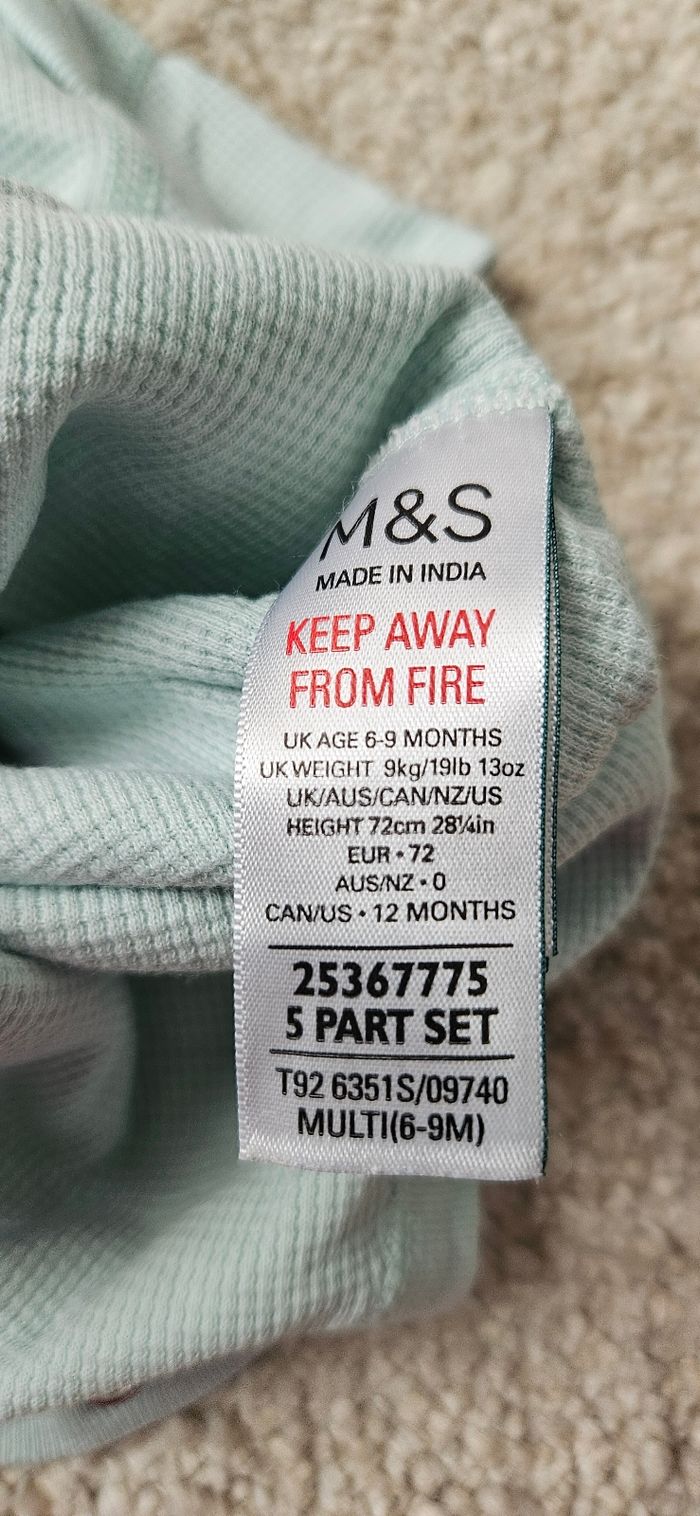 M&S
MADE IN INDIA
KEEP AWAY
FROM FIRE
UK AGE 6-9 MONTHS
UK WEIGHT 9kg/19lb 13oz
UK/AUS/CAN/NZ/US
HEIGHT 72cm 28¼in
EUR • 72
AUS/NZ • 0
CAN/US • 12 MONTHS
25367775
5 PART SET
T92 6351S/09740
MULTI(6-9M)